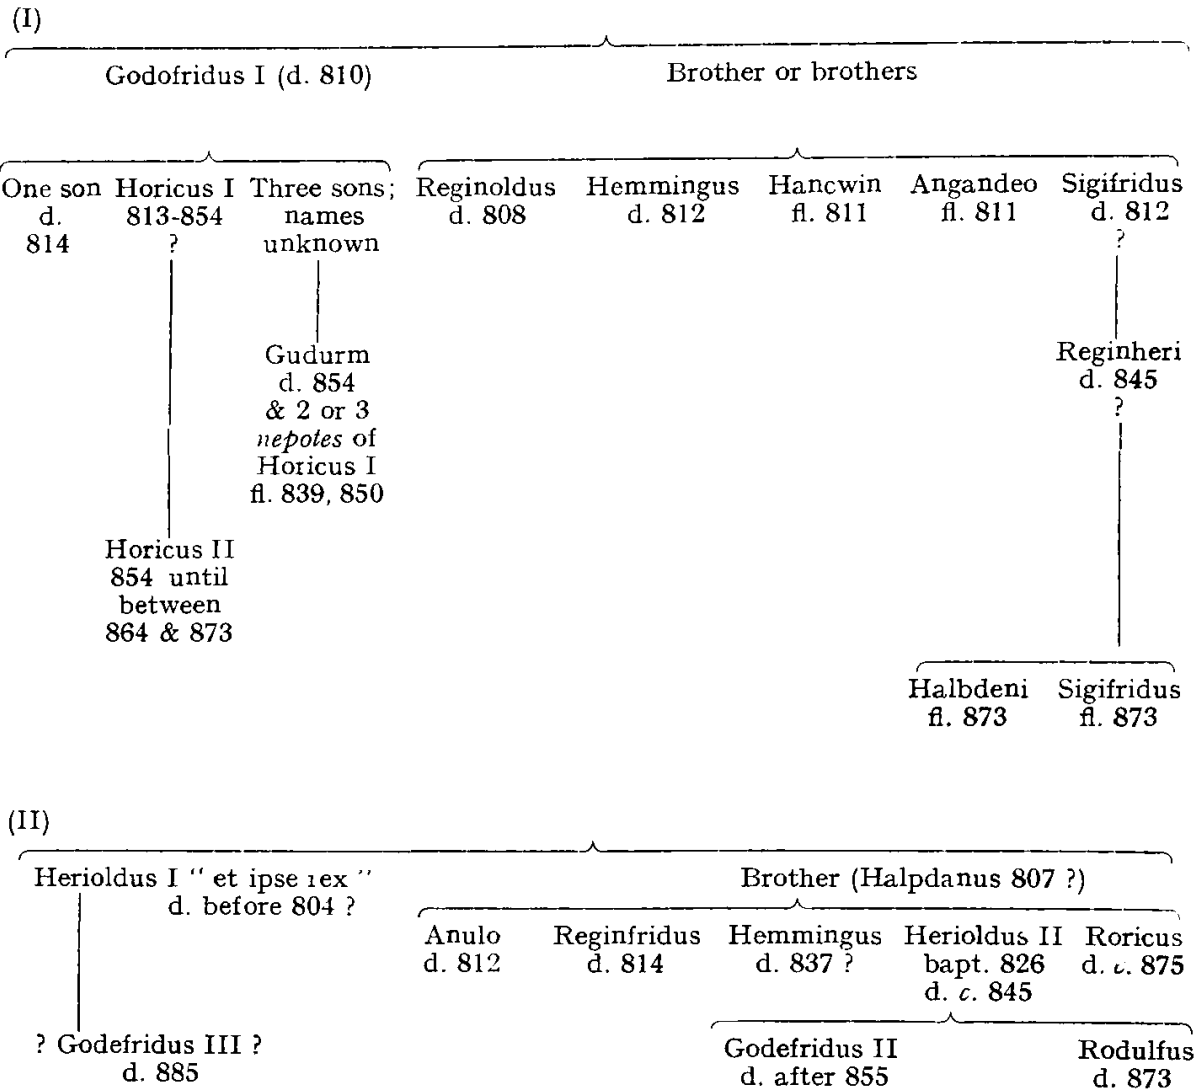 (I)
Godofridus I (d. 810)
Brother or brothers
One son
d.
814
Horicus I
813-854
?
Three sons;
names
unknown
Reginoldus
d. 808
Hemmingus
d. 812
Hancwin
fl. 811
Angandeo
fl. 811
Sigifridus
d. 812
?
Gudurm
d. 854
& 2 or 3
nepotes of
Horicus I
fl. 839, 850
Reginheri
d. 845
?
Horicus II
854 until
between
864 & 873
Halbdeni
fl. 873
Sigifridus
fl. 873
(II)
Herioldus I “ et ipse rex ”
d. before 804 ?
Brother (Halpdanus 807 ?)
Anulo
d. 812
Reginfridus
d. 814
Hemmingus
d. 837 ?
Herioldus II
bapt. 826
d. c. 845
Roricus
d. c. 875
? Godefridus III ?
d. 885
Godefridus II
d. after 855
Rodulfus
d. 873